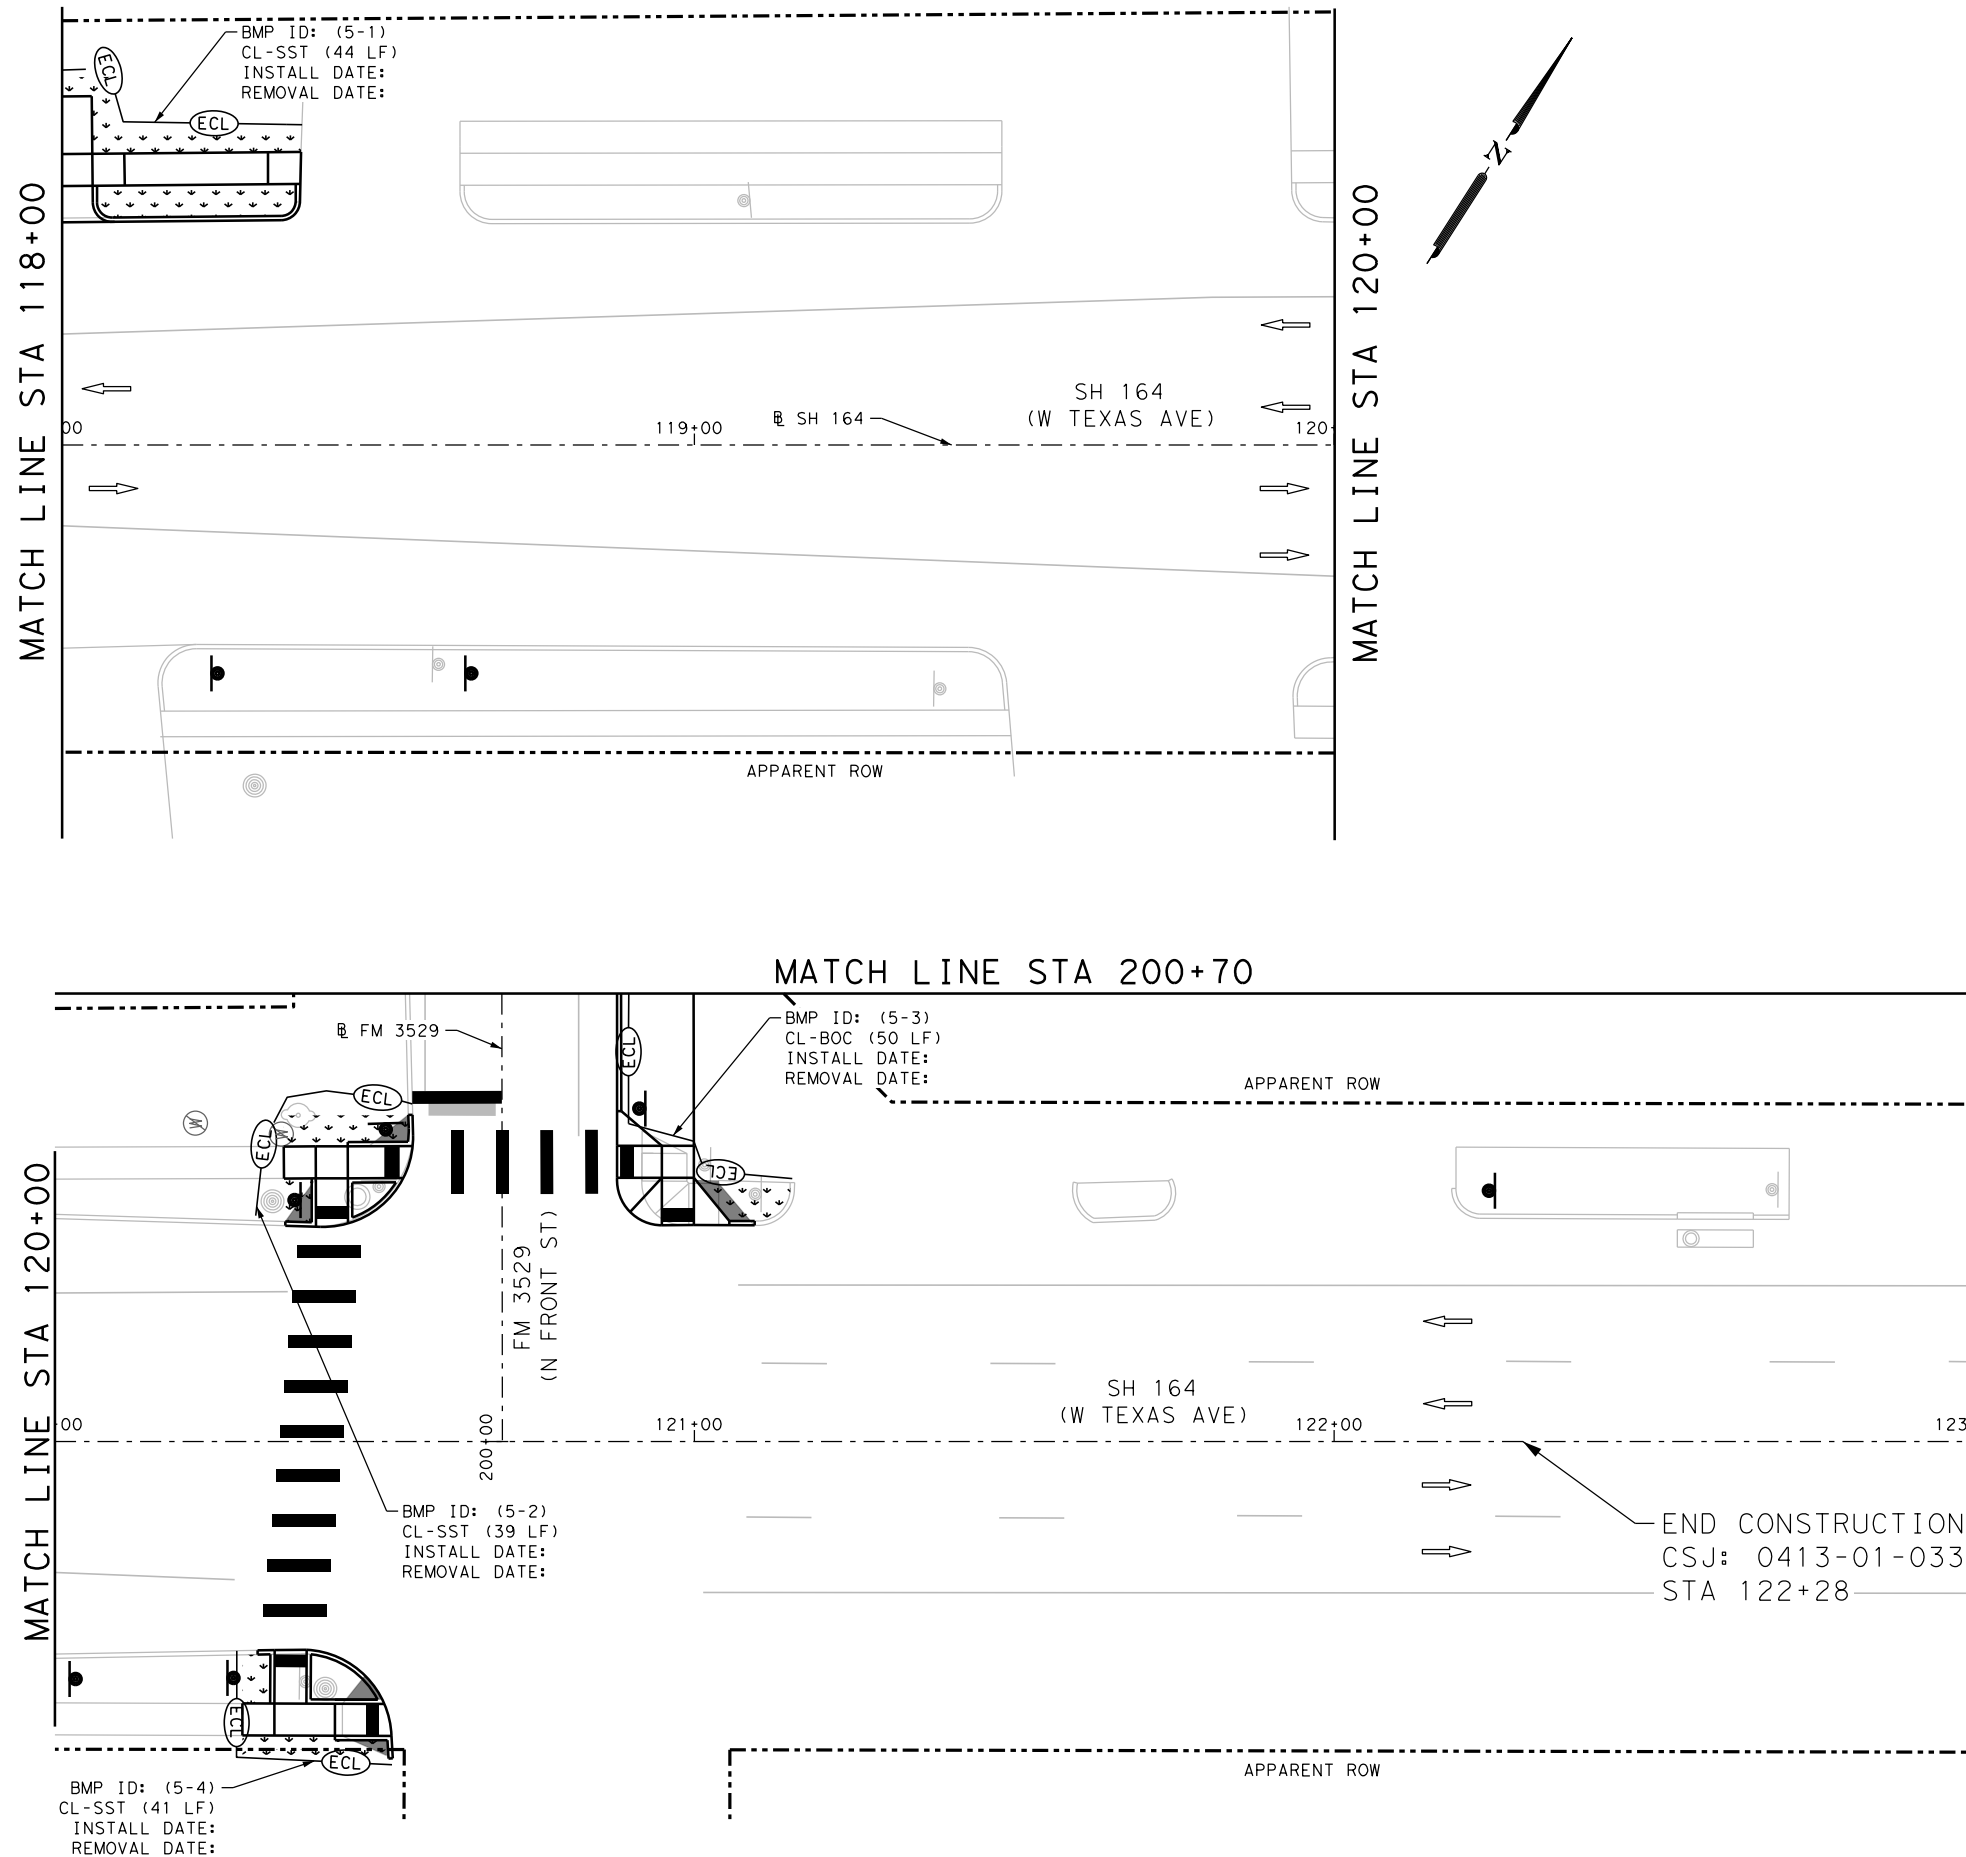 BMP ID: (5-1)
CL-SST (44 LF)
INSTALL DATE:
REMOVAL DATE:
ECL
ECL
N
MATCH LINE STA 118+00
MATCH LINE STA 120+00
SH 164
(W TEXAS AVE)
BL SH 164
00
119+00
120
APPARENT ROW
MATCH LINE STA 200+70
BL FM 3529
BMP ID: (5-3)
CL-BOC (50 LF)
INSTALL DATE:
REMOVAL DATE:
ECL
ECL
ECL
ECL
W
W
APPARENT ROW
MATCH LINE STA 120+00
FM 3529
(N FRONT ST)
SH 164
(W TEXAS AVE)
00
200+00
121+00
122+00
123
BMP ID: (5-2)
CL-SST (39 LF)
INSTALL DATE:
REMOVAL DATE:
END CONSTRUCTION
CSJ: 0413-01-033
STA 122+28
ECL
ECL
APPARENT ROW
BMP ID: (5-4)
CL-SST (41 LF)
INSTALL DATE:
REMOVAL DATE: